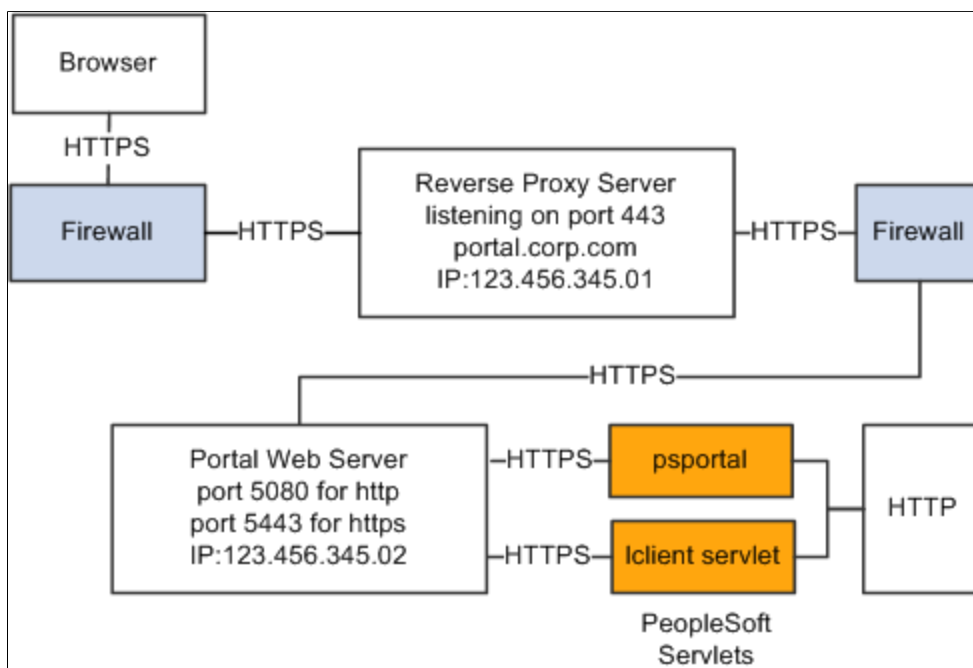 Browser
HTTPS
Firewall
HTTPS
Reverse Proxy Server
listening on port 443
portal.corp.com
IP:123.456.345.01
HTTPS
Firewall
HTTPS
Portal Web Server
port 5080 for http
port 5443 for https
IP:123.456.345.02
HTTPS
psportal
HTTPS
Iclient servlet
HTTP
PeopleSoft
Servlets